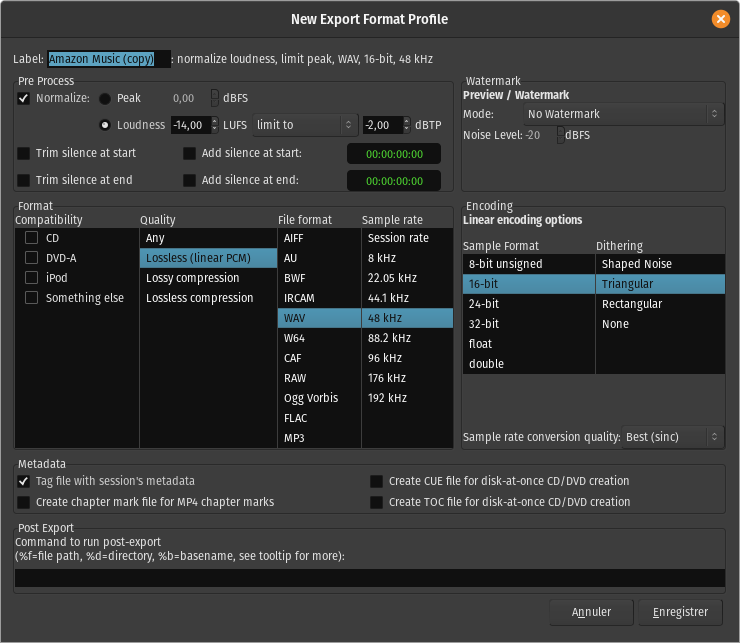 New Export Format Profile
Label: Amazon Music (copy) : normalize loudness, limit peak, WAV, 16-bit, 48 kHz
Pre Process
Normalize: Peak 0,00 dBFS
Loudness -14,00 LUFS limit to -2,00 dBTP
Trim silence at start Add silence at start: 00:00:00:00
Trim silence at end Add silence at end: 00:00:00:00
Watermark
Preview / Watermark
Mode: No Watermark
Noise Level: -20 dBFS
Format
Compatibility Quality File format Sample rate
CD Any AIFF Session rate
DVD-A Lossless (linear PCM) AU 8 kHz
iPod Lossy compression BWF 22.05 kHz
Something else Lossless compression IRCAM 44.1 kHz
WAV 48 kHz
W64 88.2 kHz
CAF 96 kHz
RAW 176 kHz
Ogg Vorbis 192 kHz
FLAC
MP3
Encoding
Linear encoding options
Sample Format Dithering
8-bit unsigned Shaped Noise
16-bit Triangular
24-bit Rectangular
32-bit None
float
double
Sample rate conversion quality: Best (sinc)
Metadata
Tag file with session's metadata Create CUE file for disk-at-once CD/DVD creation
Create chapter mark file for MP4 chapter marks Create TOC file for disk-at-once CD/DVD creation
Post Export
Command to run post-export
(%f=file path, %d=directory, %b=basename, see tooltip for more):
Annuler Enregistrer